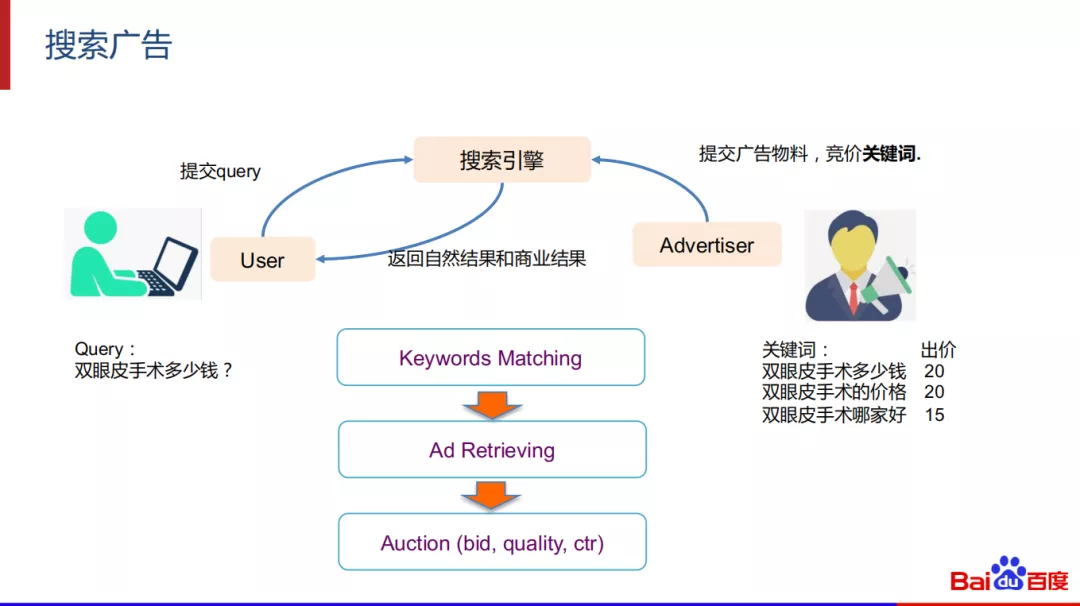 搜索广告
提交query
搜索引擎
提交广告物料，竞价关键词.
User
返回自然结果和商业结果
Advertiser
Query：
双眼皮手术多少钱？
Keywords Matching
Ad Retrieving
Auction (bid, quality, ctr)
关键词： 出价
双眼皮手术多少钱 20
双眼皮手术的价格 20
双眼皮手术哪家好 15
Bai du 百度